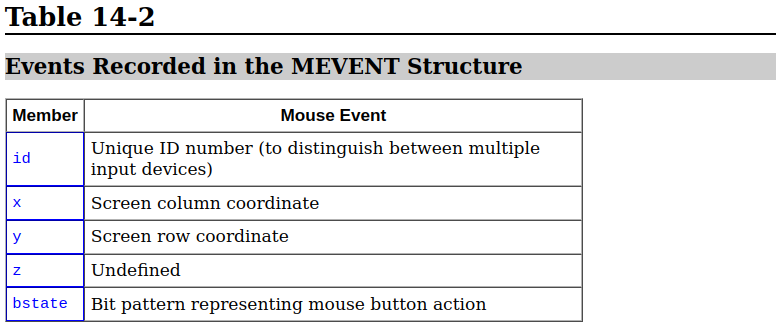 Table 14-2
Events Recorded in the MEVENT Structure
Member Mouse Event
id Unique ID number (to distinguish between multiple
input devices)
x Screen column coordinate
y Screen row coordinate
z Undefined
bstate Bit pattern representing mouse button action